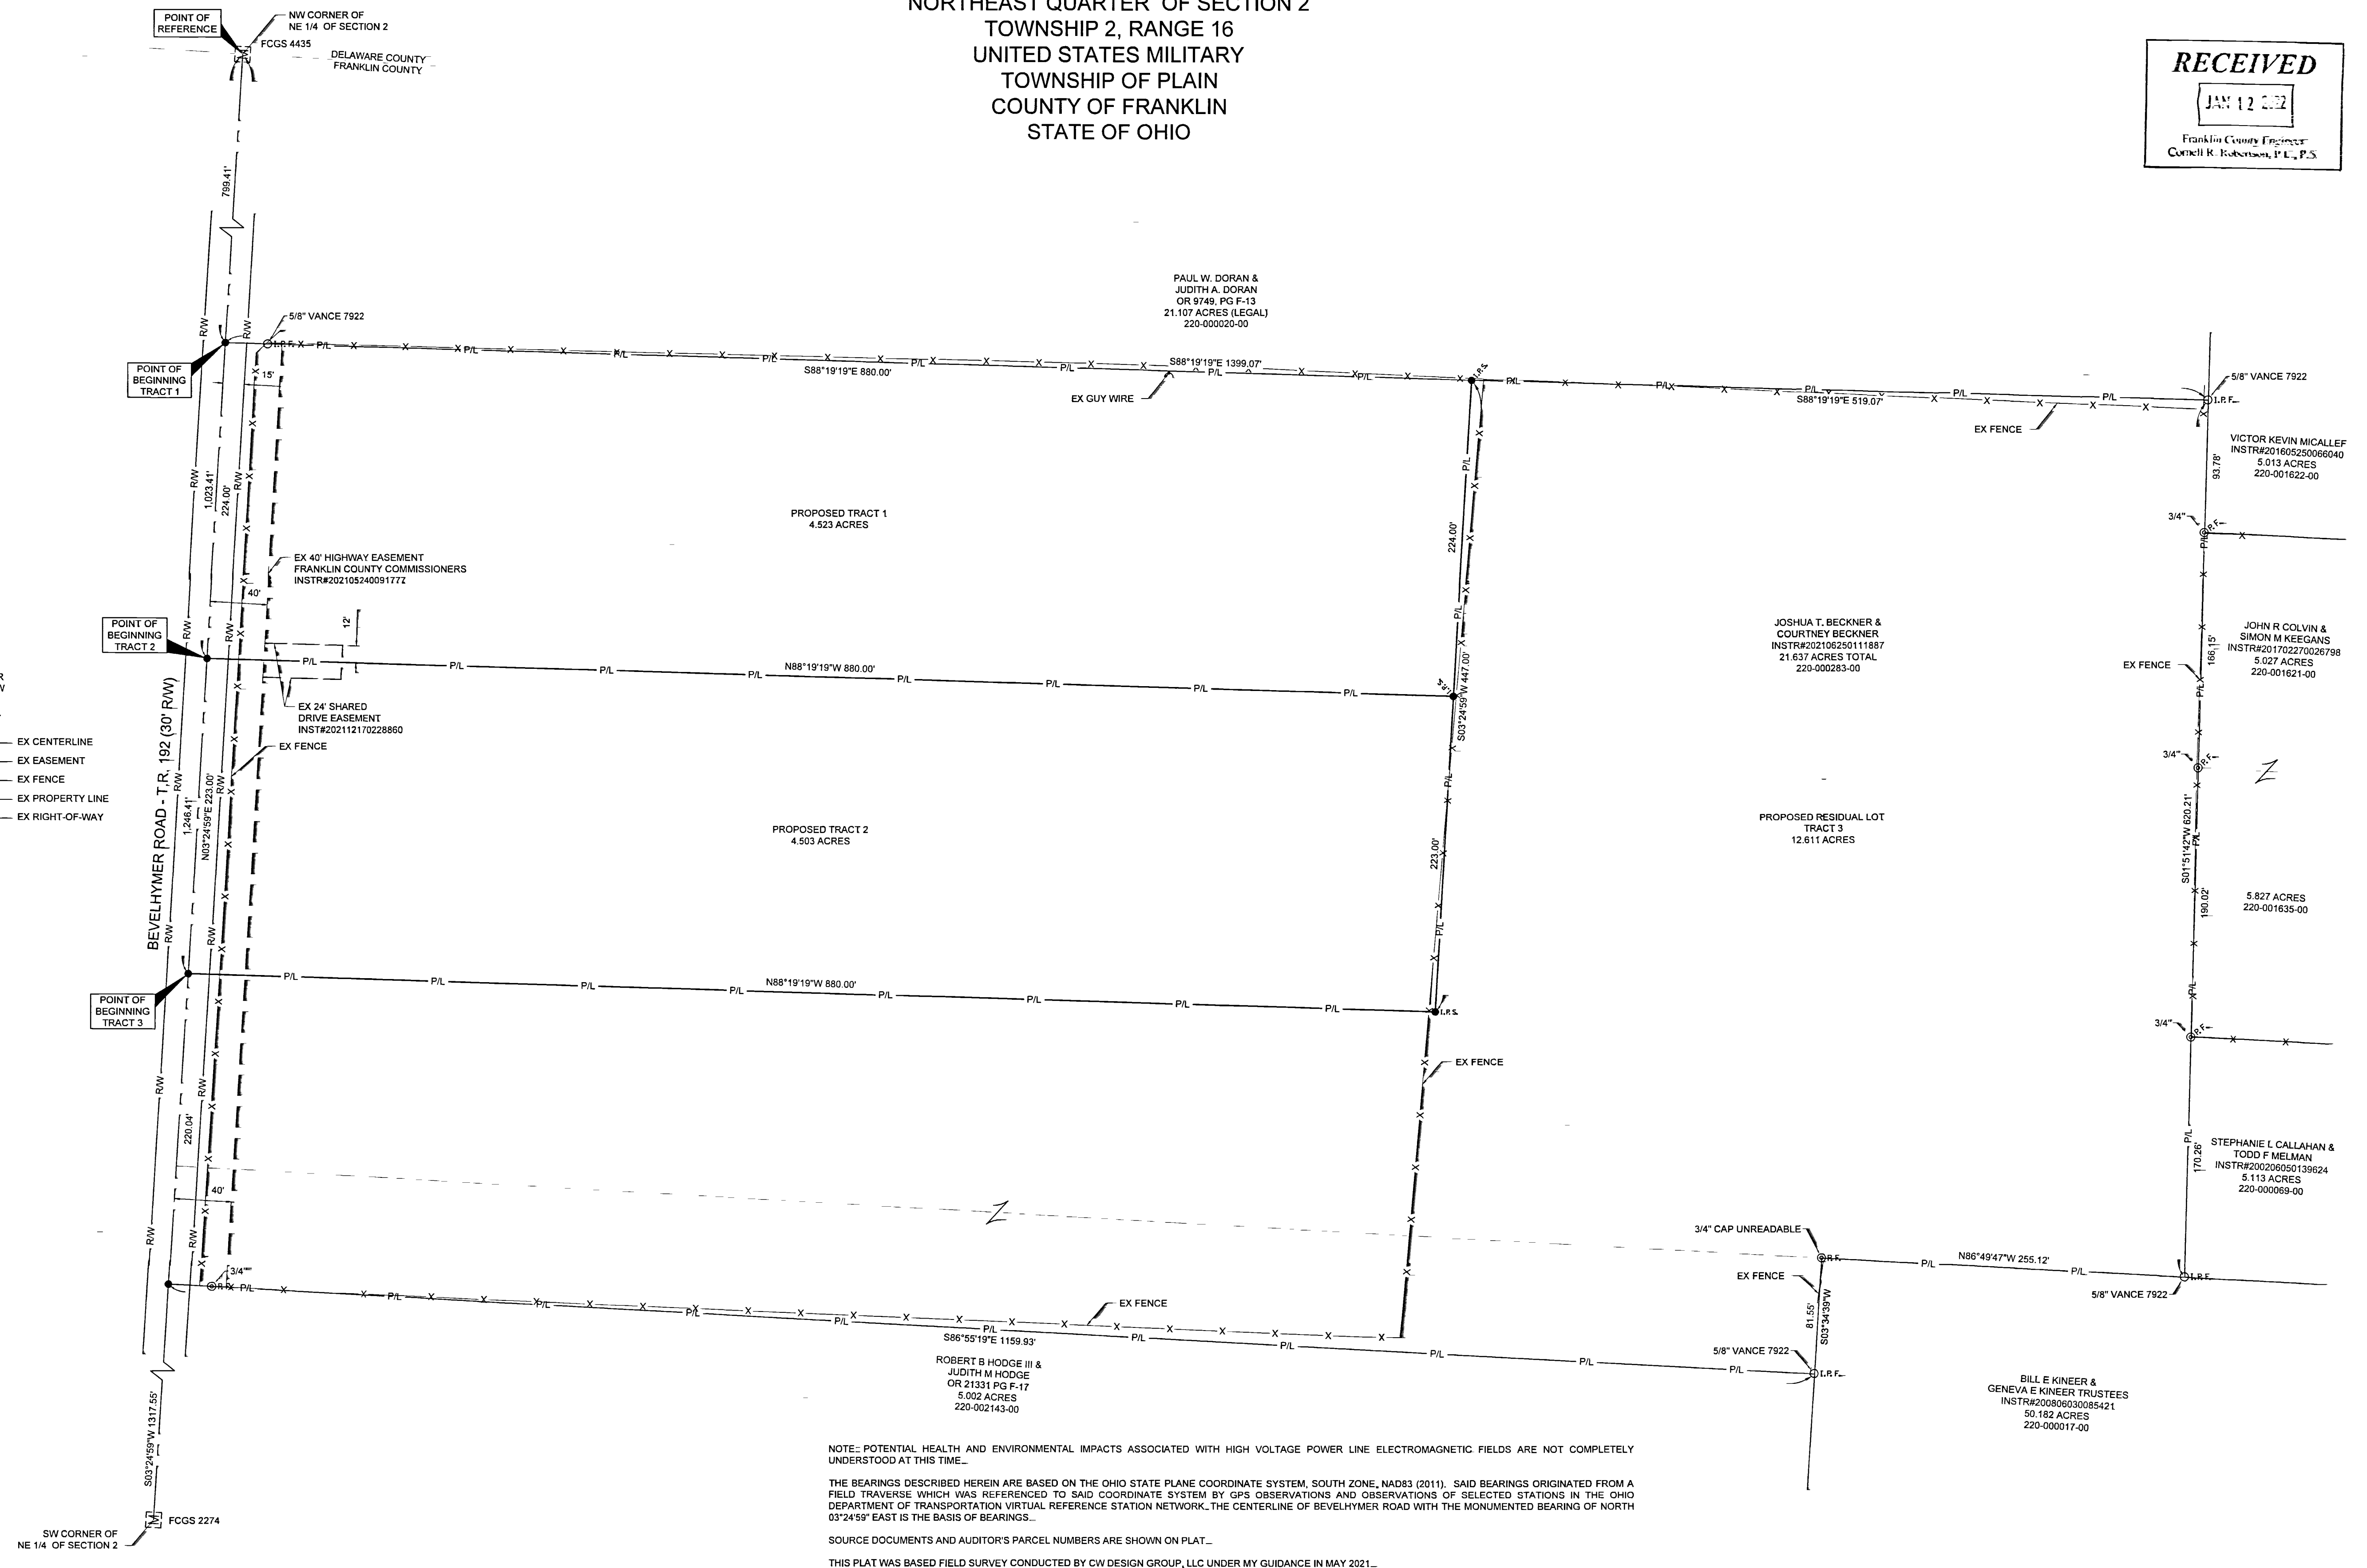 NORTHEAST QUARTER OF SECTION 2
TOWNSHIP 2, RANGE 16
UNITED STATES MILITARY
TOWNSHIP OF PLAIN
COUNTY OF FRANKLIN
STATE OF OHIO
RECEIVED
JAN 12
Franklin County Engineer
Cornell R. Robertson, P.E., P.S.
POINT OF
REFERENCE
NW CORNER OF
NE 1/4 OF SECTION 2
FCGS 4435
DELAWARE COUNTY
FRANKLIN COUNTY
799.41'
R/W
R/W
5/8" VANCE 7922
I.P.F.
POINT OF
BEGINNING
TRACT 1
15'
PAUL W. DORAN &
JUDITH A. DORAN
OR 9749, PG F-13
21.107 ACRES (LEGAL)
220-000020-00
S88°19'19"E 1399.07'
S88°19'19"E 880.00'
P/L
EX GUY WIRE
I.P.S.
S88°19'19"E 519.07'
EX FENCE
5/8" VANCE 7922
I.P.F.
VICTOR KEVIN MICALLEF
INSTR#201605250066040
5.013 ACRES
220-001622-00
93.78'
3/4"
1,023.41'
224.00'
PROPOSED TRACT 1
4.523 ACRES
224.00'
EX 40' HIGHWAY EASEMENT
FRANKLIN COUNTY COMMISSIONERS
INSTR#202105240091777
40'
12'
POINT OF
BEGINNING
TRACT 2
N88°19'19"W 880.00'
I.P.S.
S03°24'59"W 447.00'
JOSHUA T. BECKNER &
COURTNEY BECKNER
INSTR#202106250111887
21.637 ACRES TOTAL
220-000283-00
JOHN R COLVIN &
SIMON M KEEGANS
INSTR#201702270026798
5.027 ACRES
220-001621-00
166.15'
EX FENCE
EX 24' SHARED
DRIVE EASEMENT
INST#202112170228860
EX FENCE
EX CENTERLINE
EX EASEMENT
EX FENCE
EX PROPERTY LINE
EX RIGHT-OF-WAY
BEVELHYMER ROAD - T.R. 192 (30' R/W)
1,246.41'
N03°24'59"E 223.00'
PROPOSED TRACT 2
4.503 ACRES
223.00'
PROPOSED RESIDUAL LOT
TRACT 3
12.611 ACRES
3/4"
Z
S01°51'42"W 620.21'
190.02'
5.827 ACRES
220-001635-00
POINT OF
BEGINNING
TRACT 3
N88°19'19"W 880.00'
I.P.S.
3/4"
EX FENCE
220.04'
40'
Z
STEPHANIE L CALLAHAN &
TODD F MELMAN
INSTR#200206050139624
5.113 ACRES
220-000069-00
170.26'
3/4" CAP UNREADABLE
N86°49'47"W 255.12'
EX FENCE
81.55'
S03°34'39"W
I.P.F.
5/8" VANCE 7922
3/4"
EX FENCE
S86°55'19"E 1159.93'
5/8" VANCE 7922
I.P.F.
ROBERT B HODGE III &
JUDITH M HODGE
OR 21331 PG F-17
5.002 ACRES
220-002143-00
BILL E KINEER &
GENEVA E KINEER TRUSTEES
INSTR#200806030085421
50.182 ACRES
220-000017-00
S03°24'59"W 1317.55'
FCGS 2274
SW CORNER OF
NE 1/4 OF SECTION 2
NOTE: POTENTIAL HEALTH AND ENVIRONMENTAL IMPACTS ASSOCIATED WITH HIGH VOLTAGE POWER LINE ELECTROMAGNETIC FIELDS ARE NOT COMPLETELY
UNDERSTOOD AT THIS TIME.
THE BEARINGS DESCRIBED HEREIN ARE BASED ON THE OHIO STATE PLANE COORDINATE SYSTEM, SOUTH ZONE, NAD83 (2011). SAID BEARINGS ORIGINATED FROM A
FIELD TRAVERSE WHICH WAS REFERENCED TO SAID COORDINATE SYSTEM BY GPS OBSERVATIONS AND OBSERVATIONS OF SELECTED STATIONS IN THE OHIO
DEPARTMENT OF TRANSPORTATION VIRTUAL REFERENCE STATION NETWORK. THE CENTERLINE OF BEVELHYMER ROAD WITH THE MONUMENTED BEARING OF NORTH
03°24'59" EAST IS THE BASIS OF BEARINGS.
SOURCE DOCUMENTS AND AUDITOR'S PARCEL NUMBERS ARE SHOWN ON PLAT.
THIS PLAT WAS BASED FIELD SURVEY CONDUCTED BY CW DESIGN GROUP, LLC UNDER MY GUIDANCE IN MAY 2021.